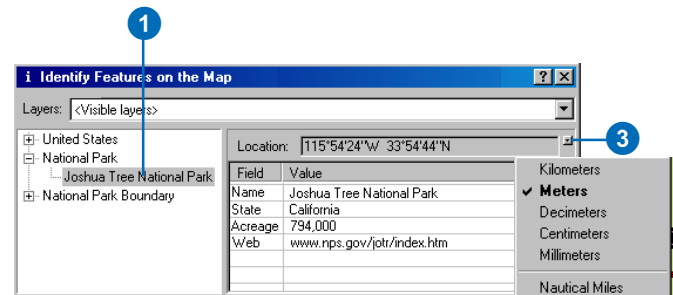 1
i Identify Features on the Map
Layers: <Visible layers>
United States
National Park
Joshua Tree National Park
National Park Boundary
Location: 115°54'24"W 33°54'44"N
3
Field Value
Name Joshua Tree National Park
State California
Acreage 794,000
Web www.nps.gov/jotr/index.htm
Kilometers
Meters
Decimeters
Centimeters
Millimeters
Nautical Miles